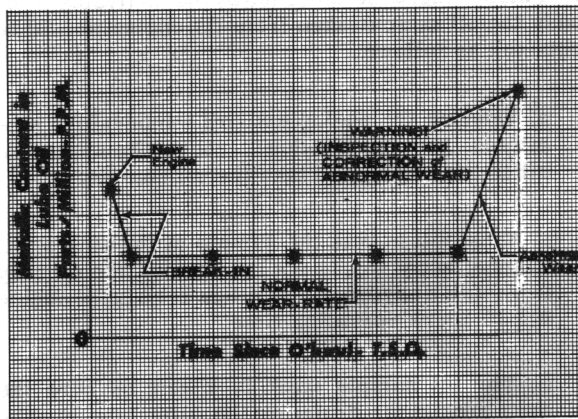 Metallic Content in
Lube Oil
Parts/Million-P.P.M.
New
Engine
WARNING!
(INSPECTION and
CORRECTION of
ABNORMAL WEAR)
BREAK-IN
NORMAL
WEAR-RATE
WEAR
0
Time Since O'haul, T.S.O.